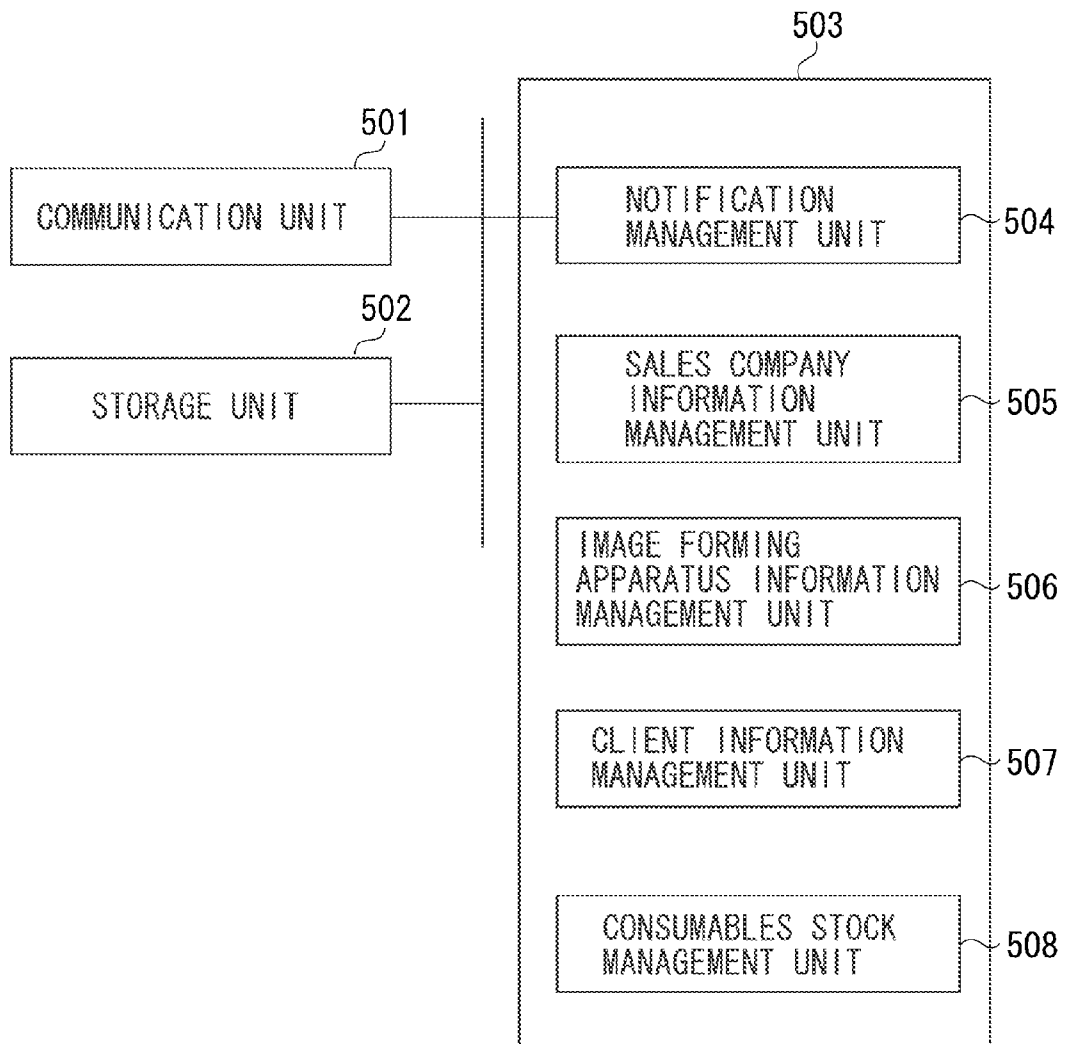 503
501
COMMUNICATION UNIT
502
STORAGE UNIT
NOTIFICATION
MANAGEMENT UNIT
504
SALES COMPANY
INFORMATION
MANAGEMENT UNIT
505
IMAGE FORMING
APPARATUS INFORMATION
MANAGEMENT UNIT
506
CLIENT INFORMATION
MANAGEMENT UNIT
507
CONSUMABLES STOCK
MANAGEMENT UNIT
508